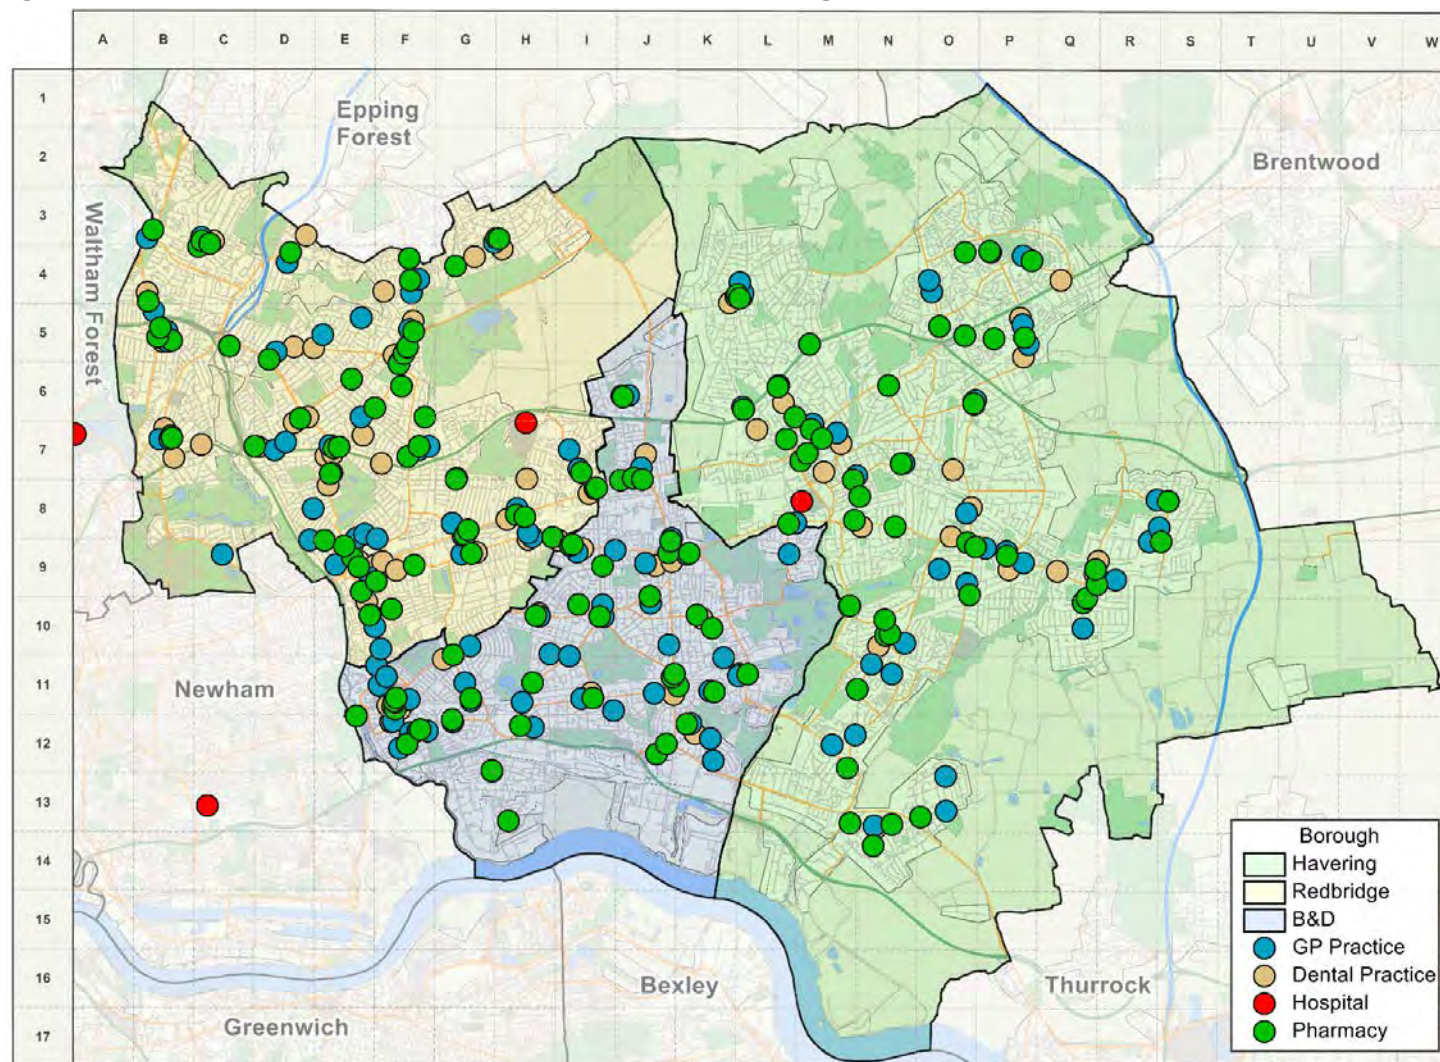 A B C D E F G H I J K L M N O P Q R S T U V W
1
2
3
4
5
6
7
8
9
10
11
12
13
14
15
16
17
Epping
Forest
Brentwood
Waltham Forest
Newham
Bexley
Thurrock
Greenwich
Borough
Havering
Redbridge
B&D
GP Practice
Dental Practice
Hospital
Pharmacy